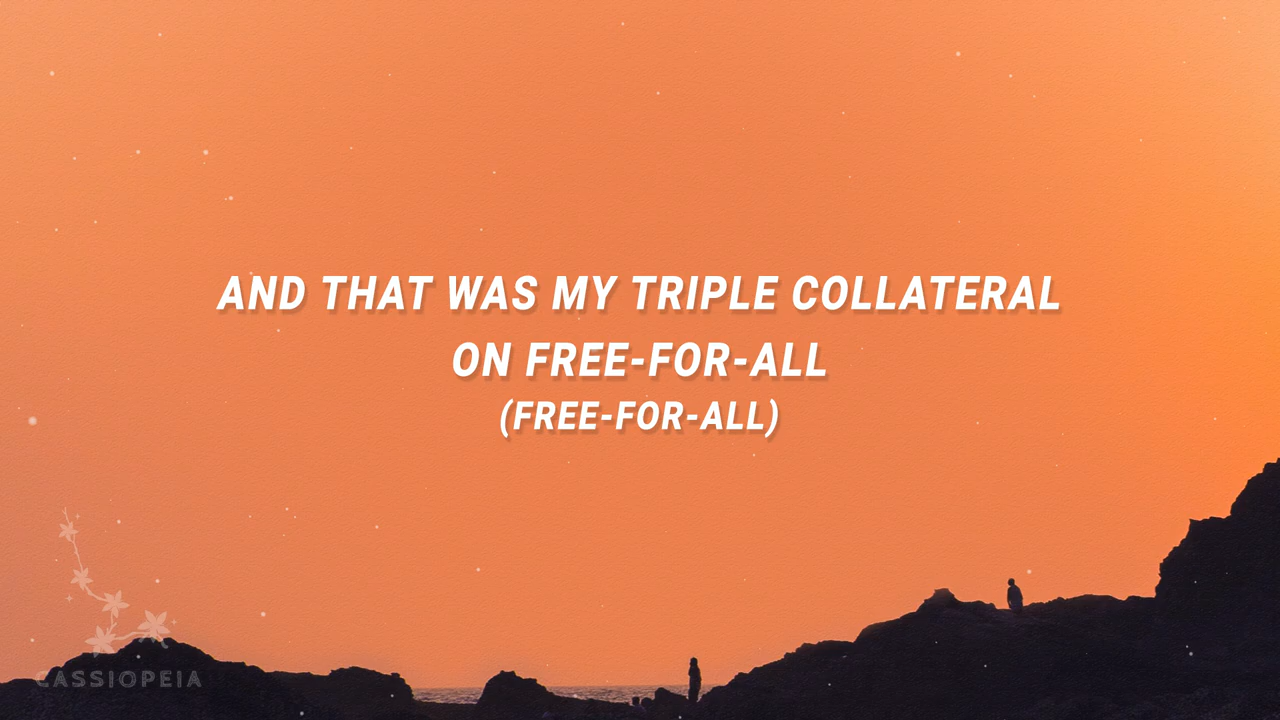 AND THAT WAS MY TRIPLE COLLATERAL
ON FREE-FOR-ALL
(FREE-FOR-ALL)
CASSIOPEIA